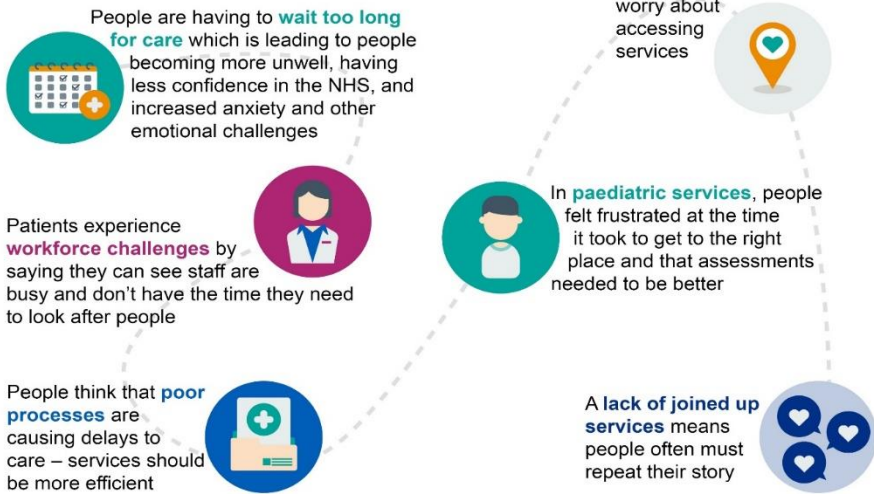 People are having to wait too long
for care which is leading to people
becoming more unwell, having
less confidence in the NHS, and
increased anxiety and other
emotional challenges
Patients experience
workforce challenges by
saying they can see staff are
busy and don’t have the time they need
to look after people
People think that poor
processes are
causing delays to
care – services should
be more efficient
worry about
accessing
services
In paediatric services, people
felt frustrated at the time
it took to get to the right
place and that assessments
needed to be better
A lack of joined up
services means
people often must
repeat their story